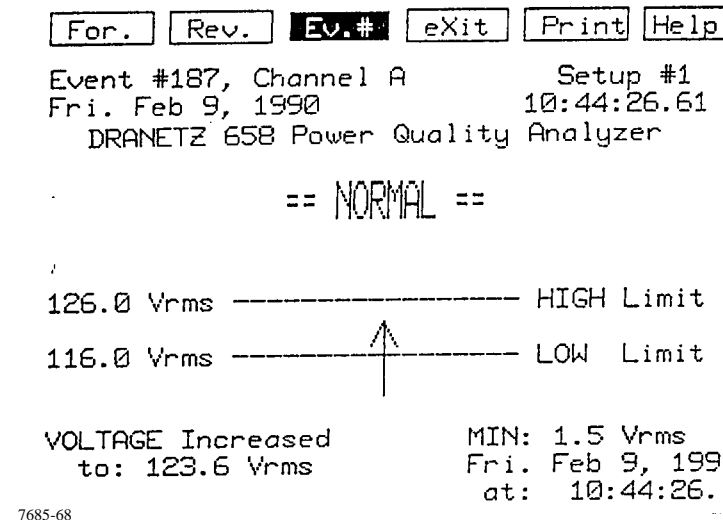 For. Rev. Ev.# eXit Print Help
Event #187, Channel A Setup #1
Fri. Feb 9, 1990 10:44:26.61
DRANETZ 658 Power Quality Analyzer
== NORMAL ==
126.0 Vrms HIGH Limit
116.0 Vrms LOW Limit
VOLTAGE Increased MIN: 1.5 Vrms
to: 123.6 Vrms Fri. Feb 9, 199
at: 10:44:26.
7685-68